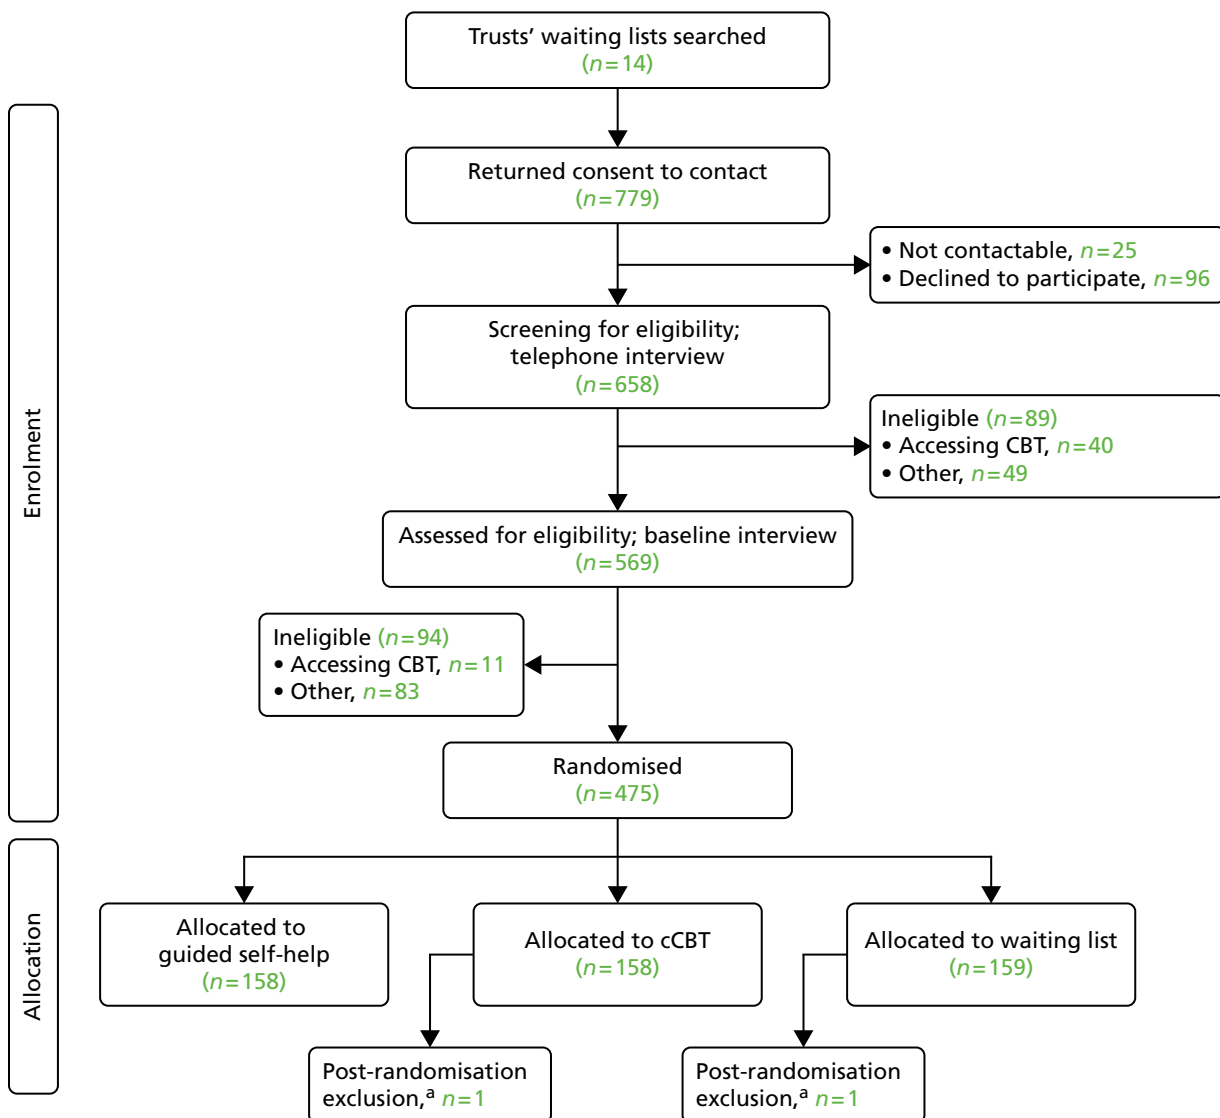 Trusts' waiting lists searched
(n=14)
Returned consent to contact
(n=779)
• Not contactable, n=25
• Declined to participate, n=96
Screening for eligibility;
telephone interview
(n=658)
Ineligible (n=89)
• Accessing CBT, n=40
• Other, n=49
Enrolment
Assessed for eligibility; baseline interview
(n=569)
Ineligible (n=94)
• Accessing CBT, n=11
• Other, n=83
Randomised
(n=475)
Allocation
Allocated to
guided self-help
(n=158)
Allocated to cCBT
(n=158)
Allocated to waiting list
(n=159)
Post-randomisation
exclusion,a n=1
Post-randomisation
exclusion,a n=1